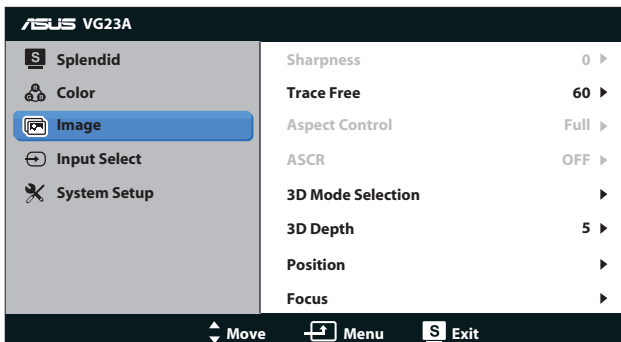 ASUS VG23A
S Splendid
Color
Image
Input Select
System Setup
Sharpness 0
Trace Free 60
Aspect Control Full
ASCR OFF
3D Mode Selection
3D Depth 5
Position
Focus
Move Menu S Exit